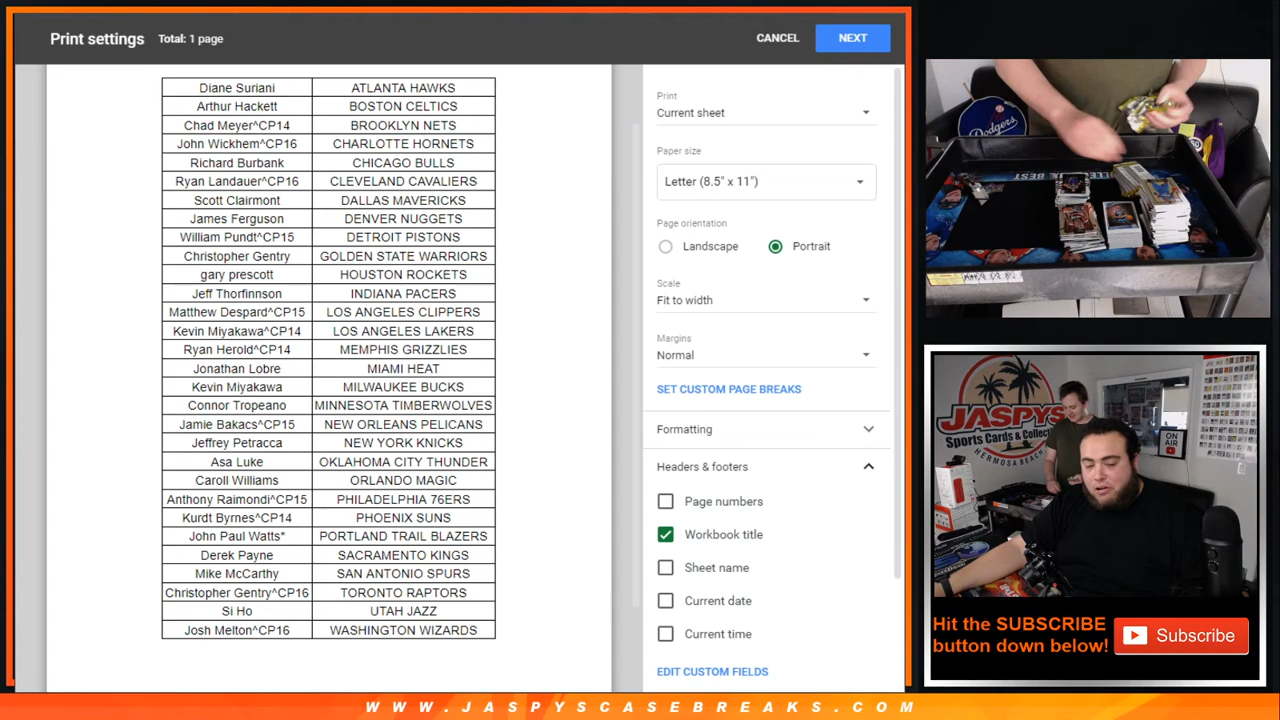 Print settings Total: 1 page CANCEL NEXT
Diane Suriani ATLANTA HAWKS
Arthur Hackett BOSTON CELTICS
Chad Meyer^CP14 BROOKLYN NETS
John Wickhem^CP16 CHARLOTTE HORNETS
Richard Burbank CHICAGO BULLS
Ryan Landauer^CP16 CLEVELAND CAVALIERS
Scott Clairmont DALLAS MAVERICKS
James Ferguson DENVER NUGGETS
William Pundt^CP15 DETROIT PISTONS
Christopher Gentry GOLDEN STATE WARRIORS
gary prescott HOUSTON ROCKETS
Jeff Thorfinnson INDIANA PACERS
Matthew Despard^CP15 LOS ANGELES CLIPPERS
Kevin Miyakawa^CP14 LOS ANGELES LAKERS
Ryan Herold^CP14 MEMPHIS GRIZZLIES
Jonathan Lobre MIAMI HEAT
Kevin Miyakawa MILWAUKEE BUCKS
Connor Tropeano MINNESOTA TIMBERWOLVES
Jamie Bakacs^CP15 NEW ORLEANS PELICANS
Jeffrey Petracca NEW YORK KNICKS
Asa Luke OKLAHOMA CITY THUNDER
Caroll Williams ORLANDO MAGIC
Anthony Raimondi^CP15 PHILADELPHIA 76ERS
Kurdt Byrnes^CP14 PHOENIX SUNS
John Paul Watts* PORTLAND TRAIL BLAZERS
Derek Payne SACRAMENTO KINGS
Mike McCarthy SAN ANTONIO SPURS
Christopher Gentry^CP16 TORONTO RAPTORS
Si Ho UTAH JAZZ
Josh Melton^CP16 WASHINGTON WIZARDS
Print
Current sheet
Paper size
Letter (8.5" x 11")
Page orientation
Landscape Portrait
Scale
Fit to width
Margins
Normal
SET CUSTOM PAGE BREAKS
Formatting
Headers & footers
Page numbers
Workbook title
Sheet name
Current date
Current time
EDIT CUSTOM FIELDS
Dodgers
JASPYS
Sports Cards & Collect
HERMOSA BEACH
ON AIR
Hit the SUBSCRIBE
button down below!
Subscribe
WWW.JASPYSCASEBREAKS.COM